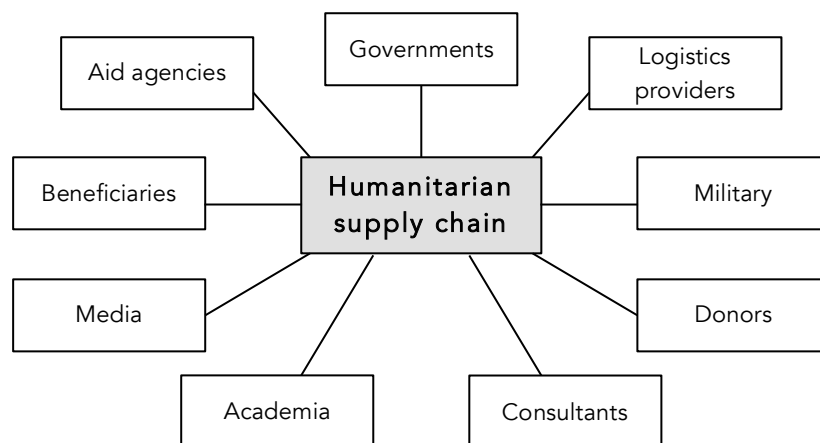 Governments
Aid agencies
Logistics
providers
Beneficiaries
Humanitarian
supply chain
Military
Media
Donors
Academia
Consultants